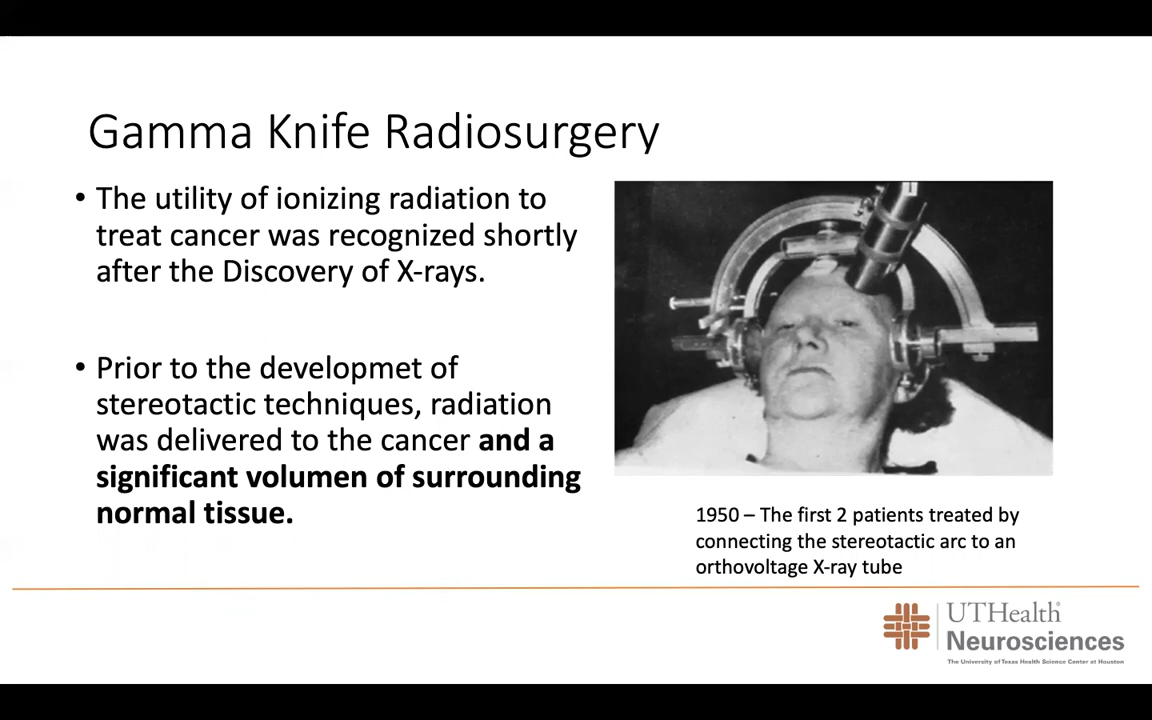 Gamma Knife Radiosurgery
• The utility of ionizing radiation to
treat cancer was recognized shortly
after the Discovery of X-rays.
• Prior to the developmet of
stereotactic techniques, radiation
was delivered to the cancer and a
significant volumen of surrounding
normal tissue.
1950 – The first 2 patients treated by
connecting the stereotactic arc to an
orthovoltage X-ray tube
UTHealth
Neurosciences
The University of Texas Health Science Center at Houston